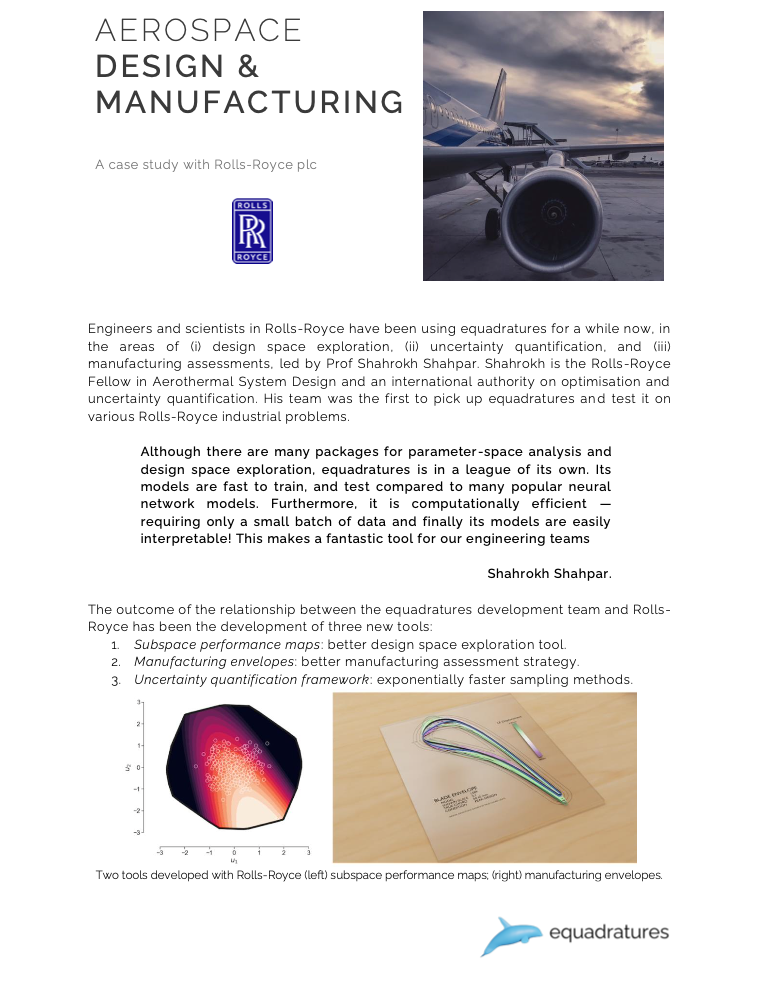 AEROSPACE
DESIGN &
MANUFACTURING
A case study with Rolls-Royce plc
ROLLS
RR
ROYCE
Engineers and scientists in Rolls-Royce have been using equadratures for a while now, in
the areas of (i) design space exploration, (ii) uncertainty quantification, and (iii)
manufacturing assessments, led by Prof Shahrokh Shahpar. Shahrokh is the Rolls-Royce
Fellow in Aerothermal System Design and an international authority on optimisation and
uncertainty quantification. His team was the first to pick up equadratures and test it on
various Rolls-Royce industrial problems.
Although there are many packages for parameter-space analysis and
design space exploration, equadratures is in a league of its own. Its
models are fast to train, and test compared to many popular neural
network models. Furthermore, it is computationally efficient —
requiring only a small batch of data and finally its models are easily
interpretable! This makes a fantastic tool for our engineering teams
Shahrokh Shahpar.
The outcome of the relationship between the equadratures development team and Rolls-
Royce has been the development of three new tools:
1. Subspace performance maps: better design space exploration tool.
2. Manufacturing envelopes: better manufacturing assessment strategy.
3. Uncertainty quantification framework: exponentially faster sampling methods.
3
2
1
0
−1
−2
−3
u₂
−3 −2 −1 0 1 2 3
u₁
BLADE ENVELOPE
Two tools developed with Rolls-Royce (left) subspace performance maps; (right) manufacturing envelopes.
equadratures